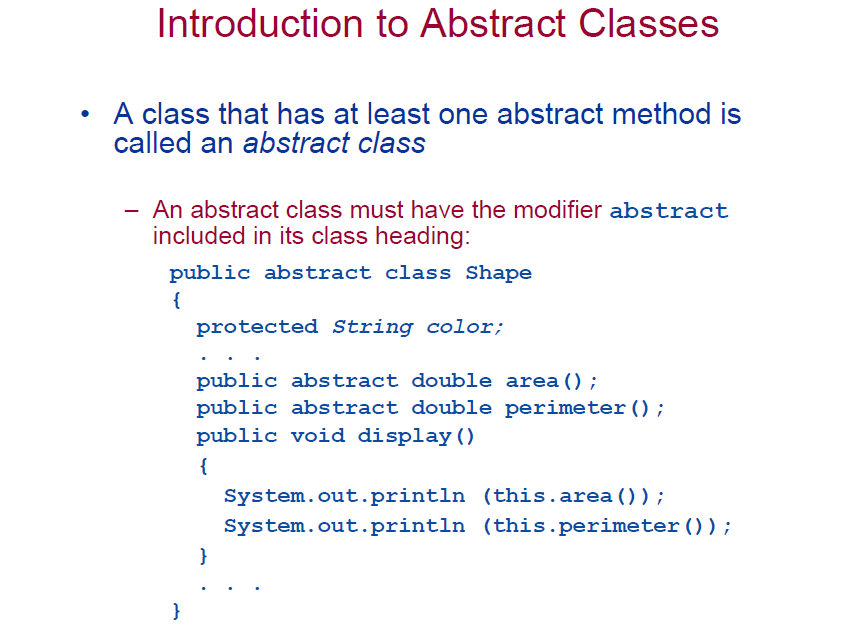 Introduction to Abstract Classes
• A class that has at least one abstract method is
called an abstract class
– An abstract class must have the modifier abstract
included in its class heading:
public abstract class Shape
{
protected String color;
. . .
public abstract double area();
public abstract double perimeter();
public void display()
{
System.out.println (this.area());
System.out.println (this.perimeter());
}
. . .
}